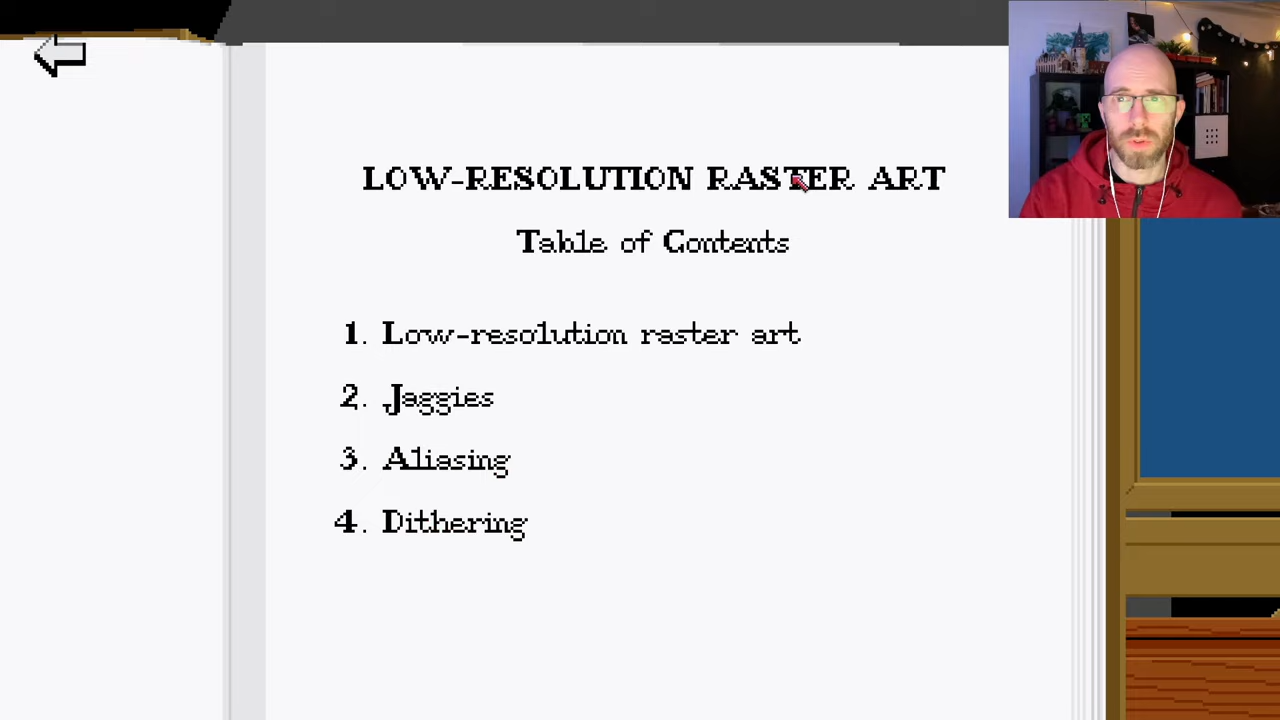 LOW-RESOLUTION RASTER ART
Table of Contents
1. Low-resolution raster art
2. Jaggies
3. Aliasing
4. Dithering